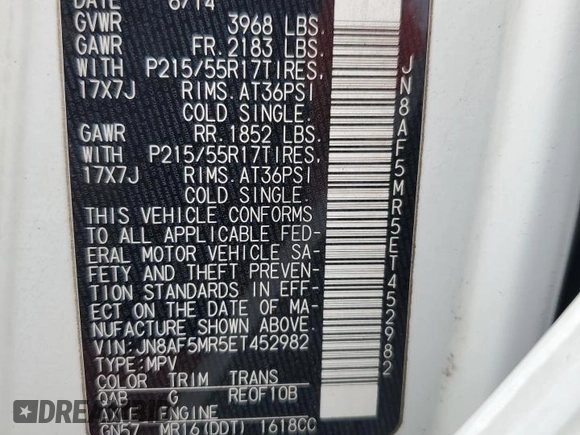 DATE 6/14
GVWR 3968 LBS.
GAWR FR. 2183 LBS.
WITH P215/55R17TIRES,
17X7J RIMS. AT36PSI
COLD SINGLE.
GAWR RR. 1852 LBS.
WITH P215/55R17TIRES,
17X7J RIMS. AT36PSI
COLD SINGLE.
THIS VEHICLE CONFORMS
TO ALL APPLICABLE FED-
ERAL MOTOR VEHICLE SA-
FETY AND THEFT PREVEN-
TION STANDARDS IN EFF-
ECT ON THE DATE OF MA-
NUFACTURE SHOWN ABOVE.
VIN:JN8AF5MR5ET452982
TYPE:MPV
COLOR TRIM TRANS
QAB G RE0F10B
AXLE ENGINE
GN57 MR16(DDT) 1618CC
JN8AF5MR5ET452982